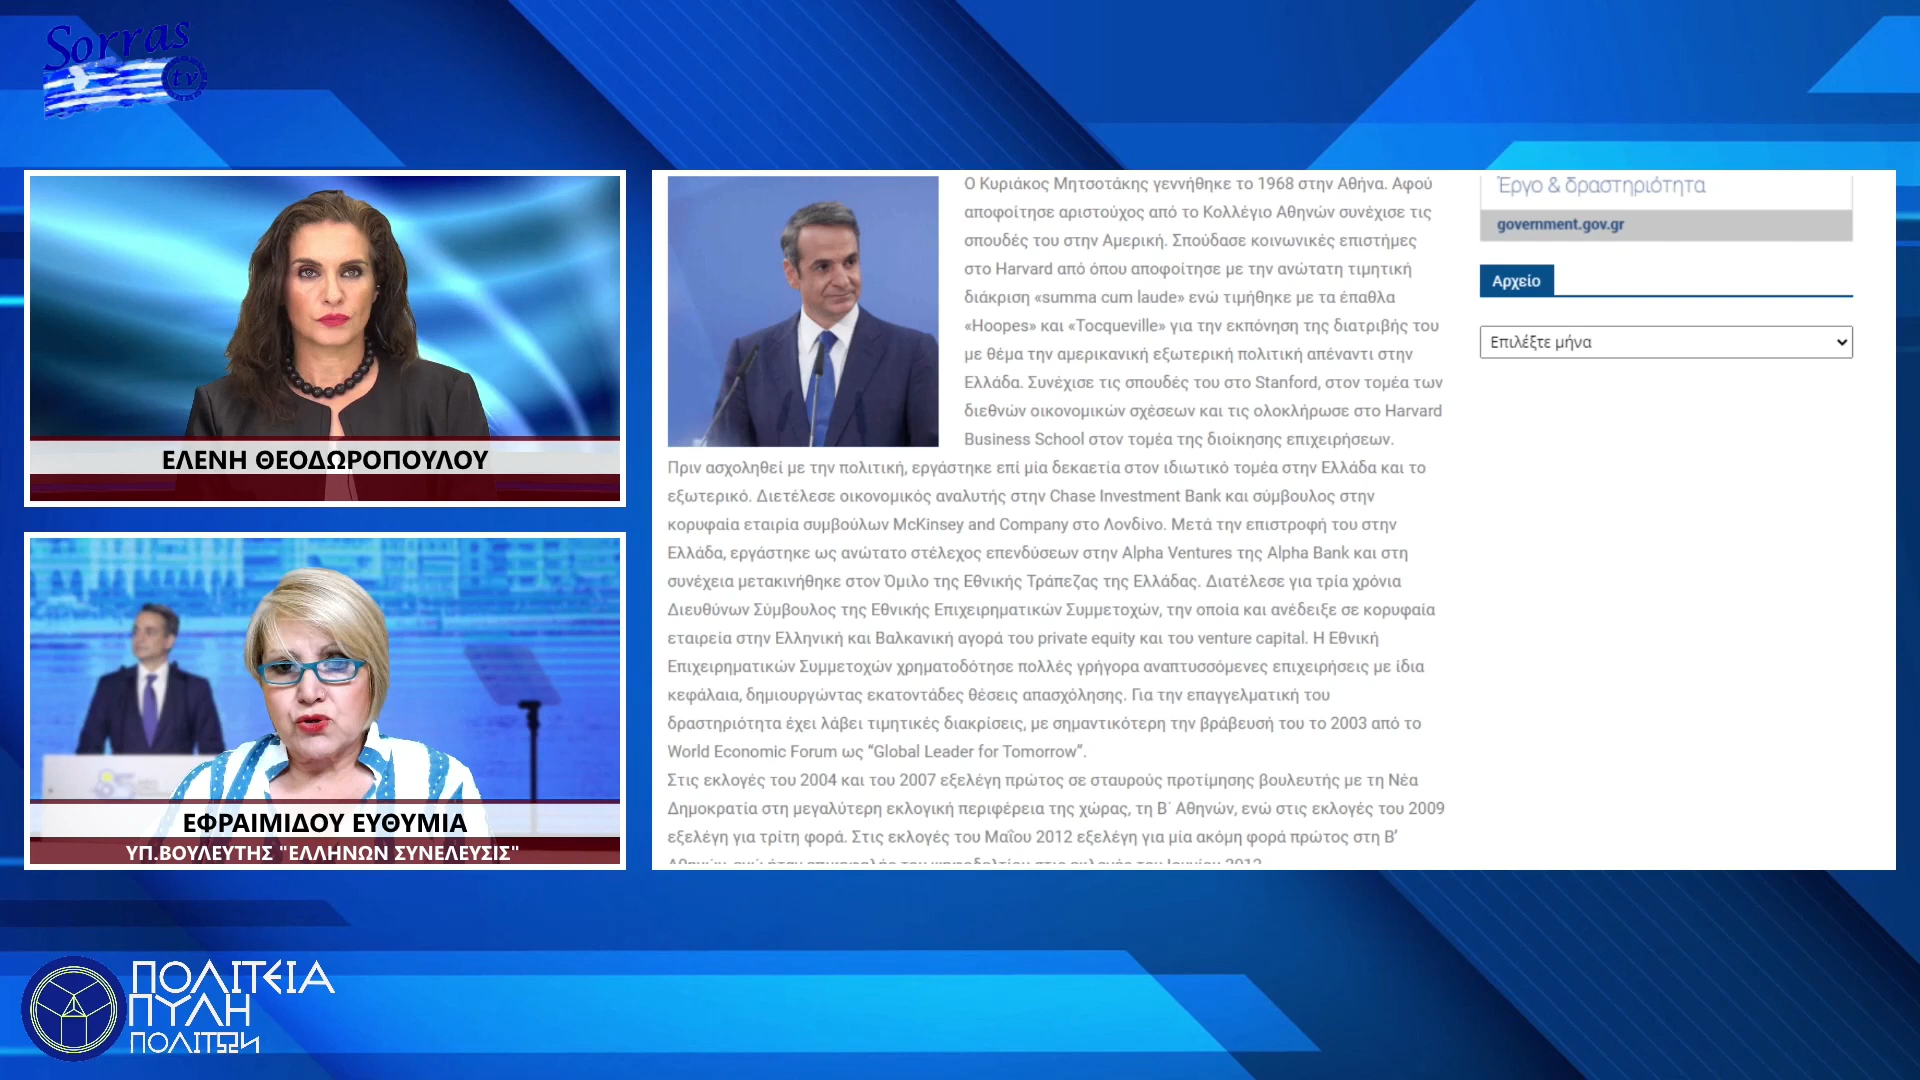 Sorras
tv
ΕΛΕΝΗ ΘΕΟΔΩΡΟΠΟΥΛΟΥ
ΕΦΡΑΙΜΙΔΟΥ ΕΥΘΥΜΙΑ
ΥΠ.ΒΟΥΛΕΥΤΗΣ "ΕΛΛΗΝΩΝ ΣΥΝΕΛΕΥΣΙΣ"
Ο Κυριάκος Μητσοτάκης γεννήθηκε το 1968 στην Αθήνα. Αφού
αποφοίτησε αριστούχος από το Κολλέγιο Αθηνών συνέχισε τις
σπουδές του στην Αμερική. Σπούδασε κοινωνικές επιστήμες
στο Harvard από όπου αποφοίτησε με την ανώτατη τιμητική
διάκριση «summa cum laude» ενώ τιμήθηκε με τα έπαθλα
«Hoopes» και «Tocqueville» για την εκπόνηση της διατριβής του
με θέμα την αμερικανική εξωτερική πολιτική απέναντι στην
Ελλάδα. Συνέχισε τις σπουδές του στο Stanford, στον τομέα των
διεθνών οικονομικών σχέσεων και τις ολοκλήρωσε στο Harvard
Business School στον τομέα της διοίκησης επιχειρήσεων.
Πριν ασχοληθεί με την πολιτική, εργάστηκε επί μία δεκαετία στον ιδιωτικό τομέα στην Ελλάδα και το
εξωτερικό. Διετέλεσε οικονομικός αναλυτής στην Chase Investment Bank και σύμβουλος στην
κορυφαία εταιρία συμβούλων McKinsey and Company στο Λονδίνο. Μετά την επιστροφή του στην
Ελλάδα, εργάστηκε ως ανώτατο στέλεχος επενδύσεων στην Alpha Ventures της Alpha Bank και στη
συνέχεια μετακινήθηκε στον Όμιλο της Εθνικής Τράπεζας της Ελλάδας. Διατέλεσε για τρία χρόνια
Διευθύνων Σύμβουλος της Εθνικής Επιχειρηματικών Συμμετοχών, την οποία και ανέδειξε σε κορυφαία
εταιρεία στην Ελληνική και Βαλκανική αγορά του private equity και του venture capital. Η Εθνική
Επιχειρηματικών Συμμετοχών χρηματοδότησε πολλές γρήγορα αναπτυσσόμενες επιχειρήσεις με ίδια
κεφάλαια, δημιουργώντας εκατοντάδες θέσεις απασχόλησης. Για την επαγγελματική του
δραστηριότητα έχει λάβει τιμητικές διακρίσεις, με σημαντικότερη την βράβευσή του το 2003 από το
World Economic Forum ως “Global Leader for Tomorrow”.
Στις εκλογές του 2004 και του 2007 εξελέγη πρώτος σε σταυρούς προτίμησης βουλευτής με τη Νέα
Δημοκρατία στη μεγαλύτερη εκλογική περιφέρεια της χώρας, τη Β΄ Αθηνών, ενώ στις εκλογές του 2009
εξελέγη για τρίτη φορά. Στις εκλογές του Μαΐου 2012 εξελέγη για μία ακόμη φορά πρώτος στη Β’
Έργο & δραστηριότητα
government.gov.gr
Αρχείο
Επιλέξτε μήνα
ΠΟΛΙΤΕΙΑ
ΠΥΛΗ
ΠΟΛΙΤΩΝ